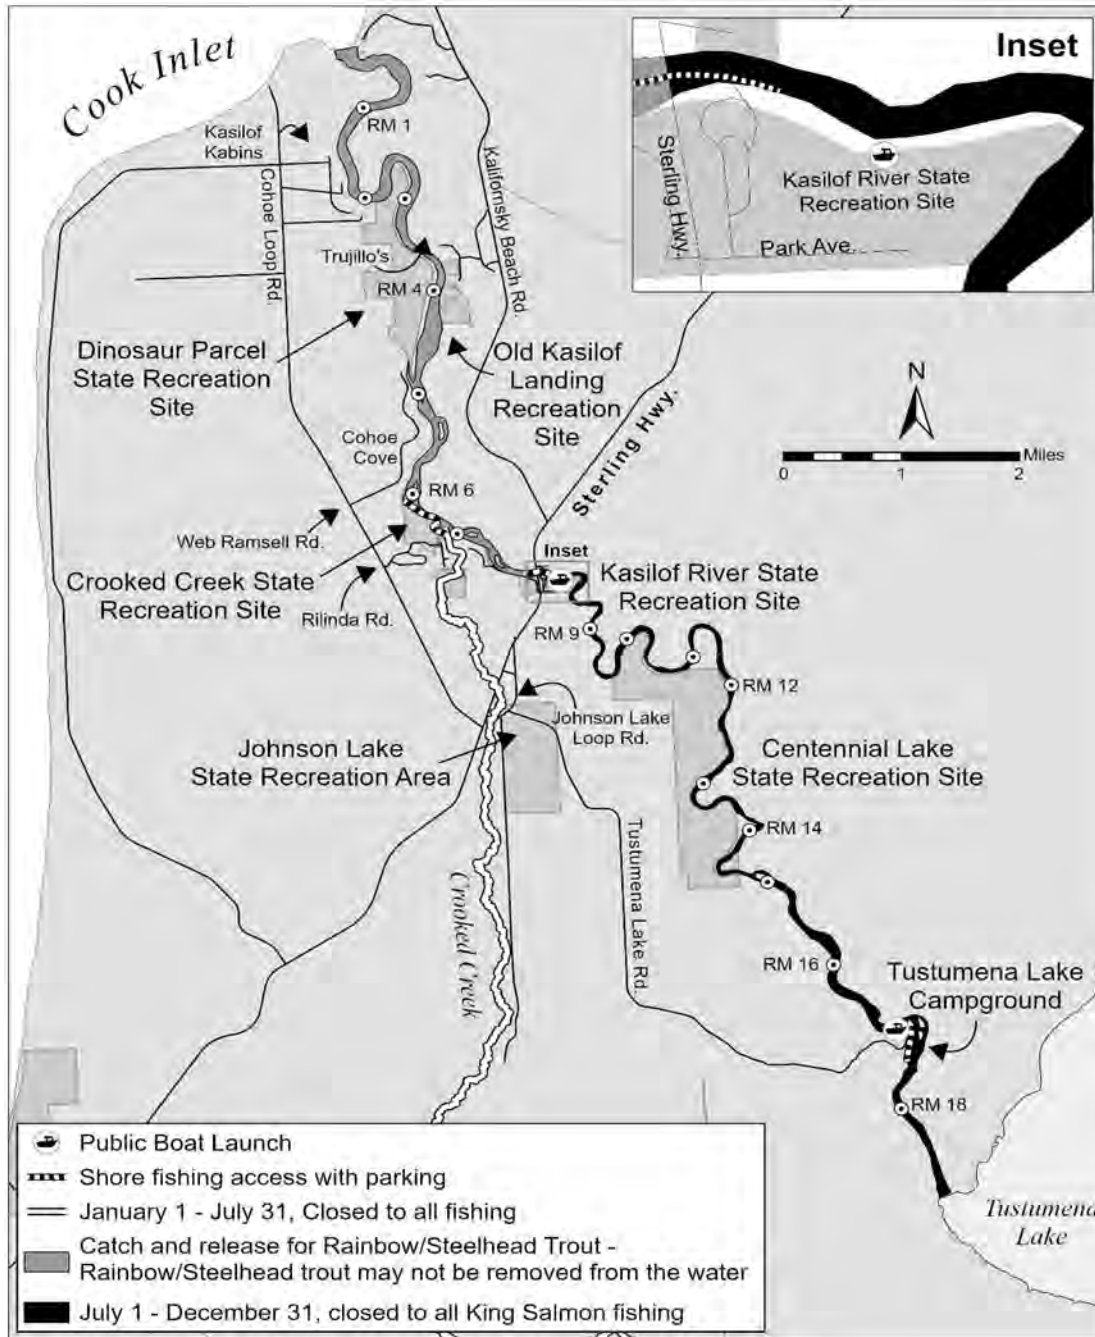 Cook Inlet
Inset
RM 1
Kasilof
Kabins
Cohoe Loop Rd.
Kalifornsky Beach Rd.
Sterling Hwy.
Kasilof River State
Recreation Site
Park Ave.
Trujillo's
RM 4
Dinosaur Parcel
State Recreation
Site
Old Kasilof
Landing
Recreation
Site
Sterling Hwy.
N
0 1 2 Miles
Cohoe
Cove
RM 6
Web Ramsell Rd.
Inset
Crooked Creek State
Recreation Site
Rilinda Rd.
Kasilof River State
Recreation Site
RM 9
RM 12
Johnson Lake
Loop Rd.
Johnson Lake
State Recreation Area
Centennial Lake
State Recreation Site
RM 14
Tustumena Lake Rd.
Crooked Creek
RM 16
Tustumena Lake
Campground
RM 18
Tustumena
Lake
Public Boat Launch
Shore fishing access with parking
January 1 - July 31, Closed to all fishing
Catch and release for Rainbow/Steelhead Trout -
Rainbow/Steelhead trout may not be removed from the water
July 1 - December 31, closed to all King Salmon fishing